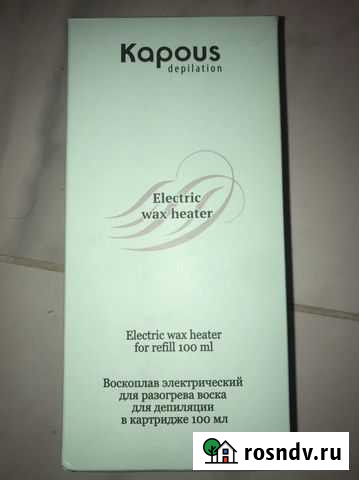 Kapous
depilation
Electric
wax heater
Electric wax heater
for refill 100 ml
Воскоплав электрический
для разогрева воска
для депиляции
в картридже 100 мл
rosndv.ru